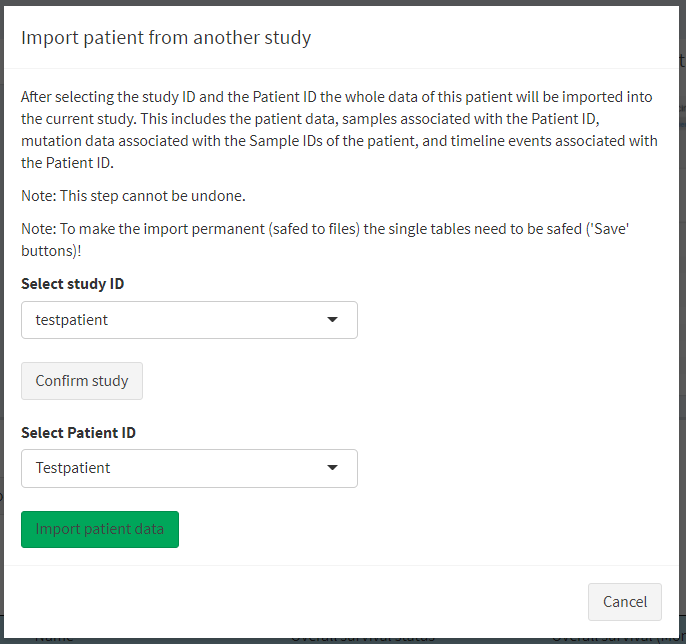 Import patient from another study
After selecting the study ID and the Patient ID the whole data of this patient will be imported into
the current study. This includes the patient data, samples associated with the Patient ID,
mutation data associated with the Sample IDs of the patient, and timeline events associated with
the Patient ID.
Note: This step cannot be undone.
Note: To make the import permanent (safed to files) the single tables need to be safed ('Save'
buttons)!
Select study ID
testpatient
Confirm study
Select Patient ID
Testpatient
Import patient data
Cancel